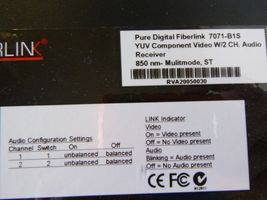 RLINK®
Pure Digital Fiberlink 7071-B1S
YUV Component Video W/2 CH. Audio
Receiver
850 nm- Mulitmode, ST
RVA20050030
LINK Indicator
Video
On = Video present
Off = No Video present
Audio
Blinking = Audio present
Off = No Audio present
Audio Configuration Settings
Channel Switch On Off
1 1 unbalanced balanced
2 2 unbalanced balanced
CE FC